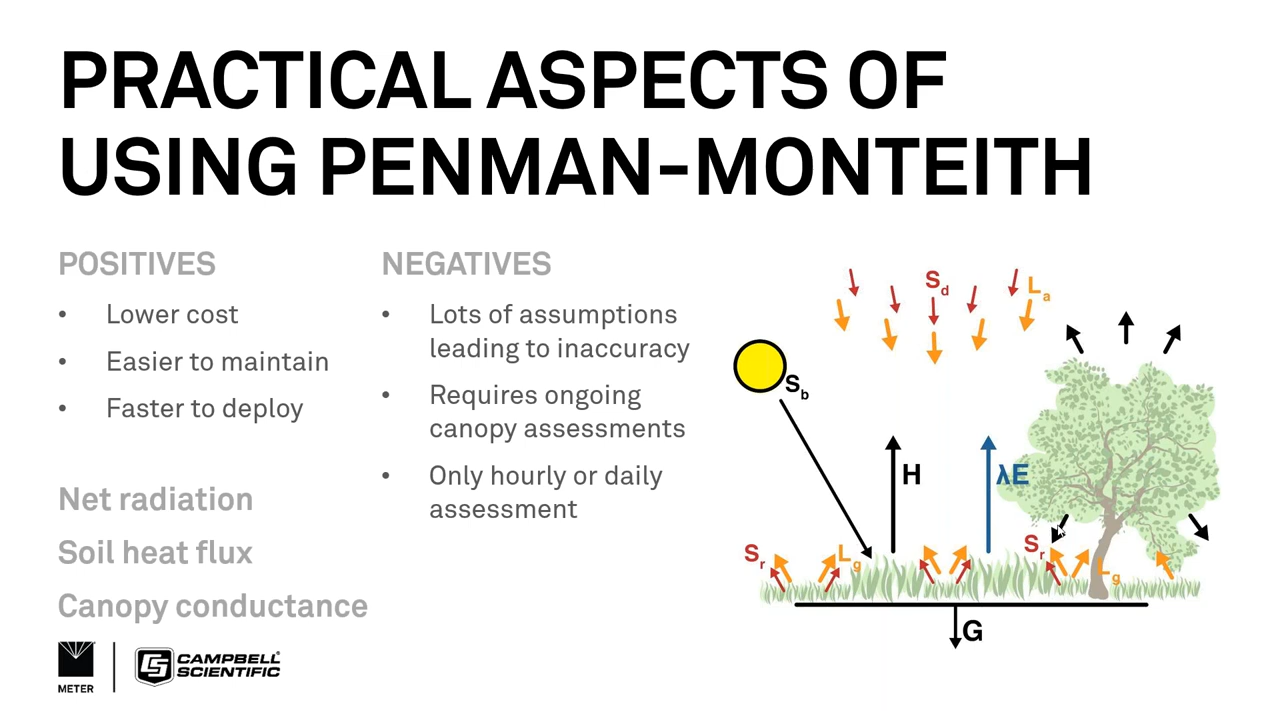 PRACTICAL ASPECTS OF
USING PENMAN-MONTEITH
POSITIVES
• Lower cost
• Easier to maintain
• Faster to deploy
NEGATIVES
• Lots of assumptions
leading to inaccuracy
• Requires ongoing
canopy assessments
• Only hourly or daily
assessment
Net radiation
Soil heat flux
Canopy conductance
METER
CS
CAMPBELL
SCIENTIFIC
Sd
La
Sb
H
λE
Sr
Lg
Sr
Lg
G